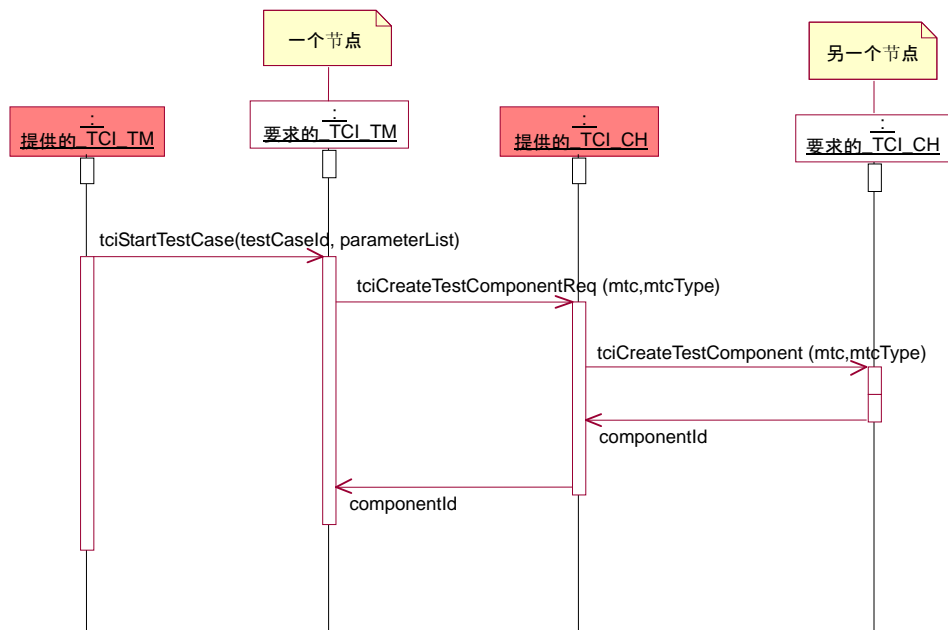 一个节点
另一个节点
:
提供的_TCI_TM
:
要求的_TCI_TM
:
提供的_TCI_CH
:
要求的_TCI_CH
tciStartTestCase(testCaseId, parameterList)
tciCreateTestComponentReq (mtc,mtcType)
tciCreateTestComponent (mtc,mtcType)
componentId
componentId